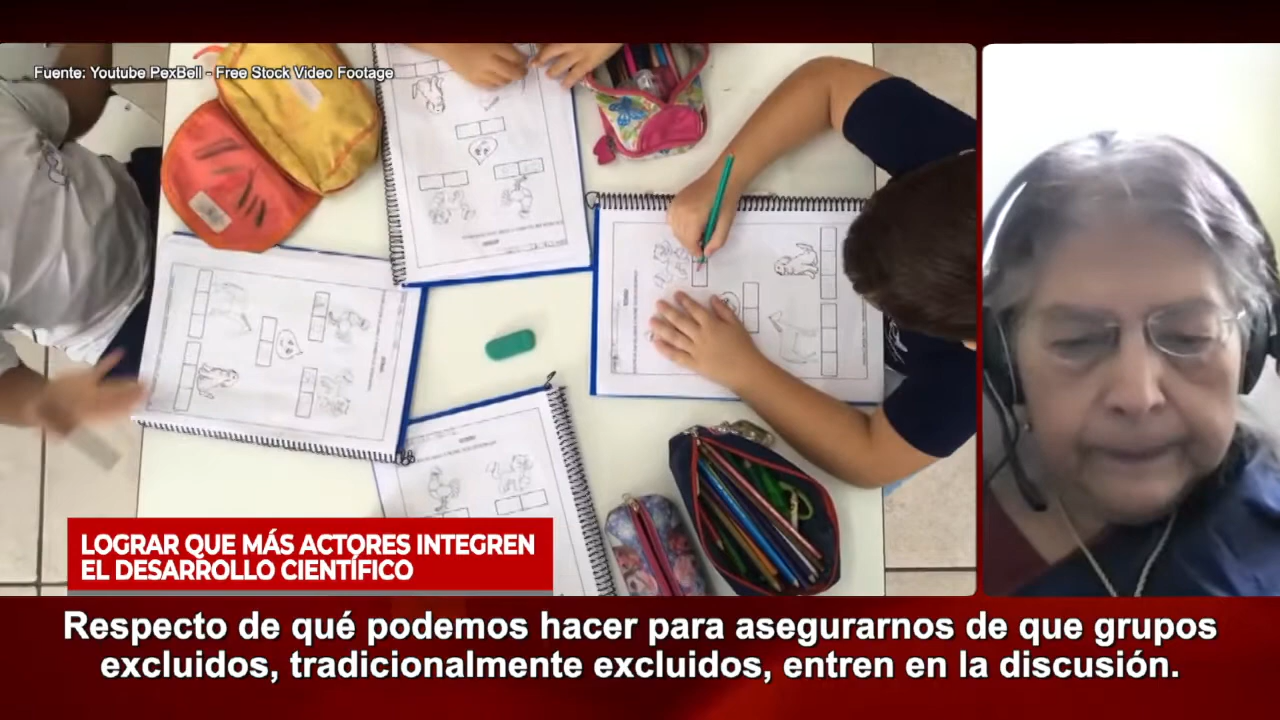 Fuente: Youtube PexBell - Free Stock Video Footage
LOGRAR QUE MÁS ACTORES INTEGREN
EL DESARROLLO CIENTÍFICO
Respecto de qué podemos hacer para asegurarnos de que grupos
excluidos, tradicionalmente excluidos, entren en la discusión.